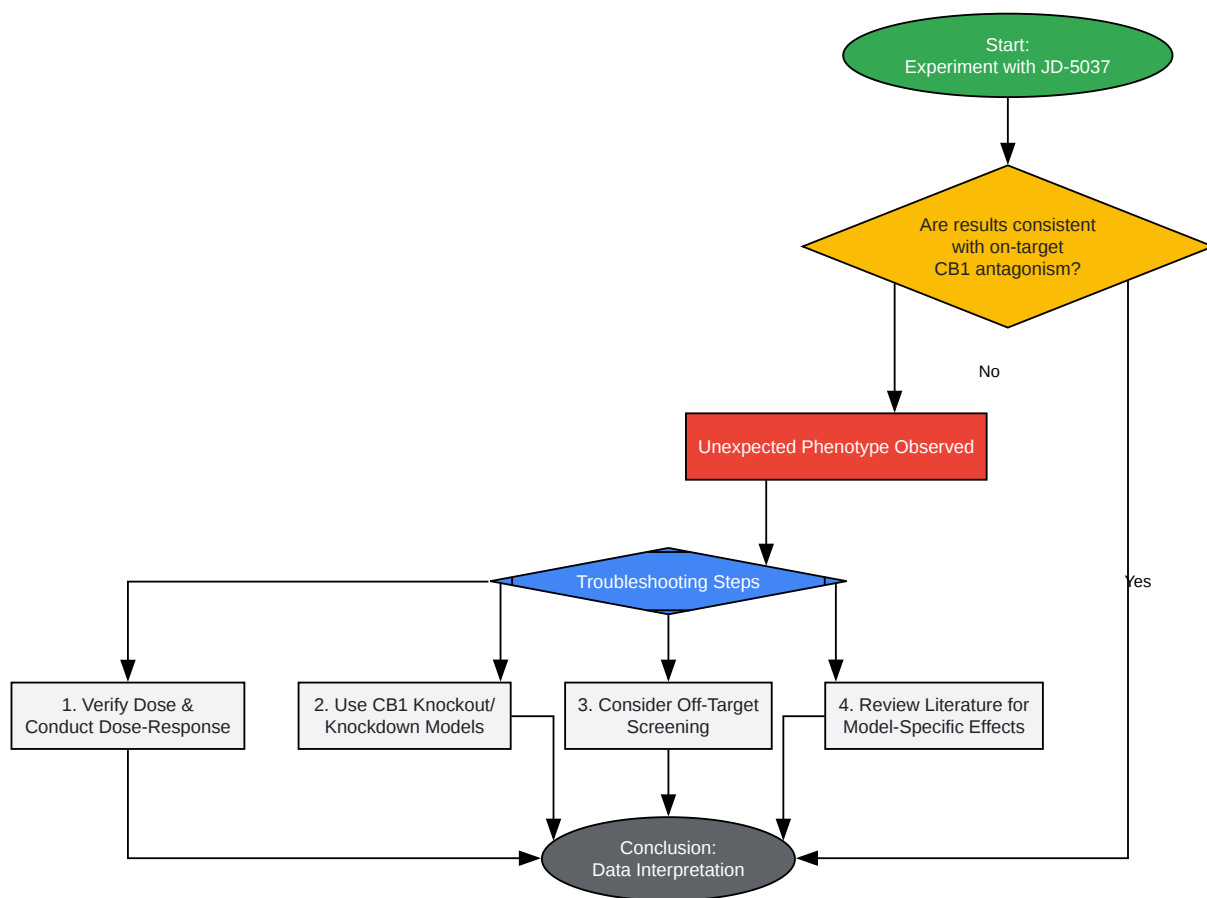 Start:
Experiment with JD-5037
Are results consistent
with on-target
CB1 antagonism?
No
Unexpected Phenotype Observed
Troubleshooting Steps
Yes
1. Verify Dose &
Conduct Dose-Response
2. Use CB1 Knockout/
Knockdown Models
3. Consider Off-Target
Screening
4. Review Literature for
Model-Specific Effects
Conclusion:
Data Interpretation